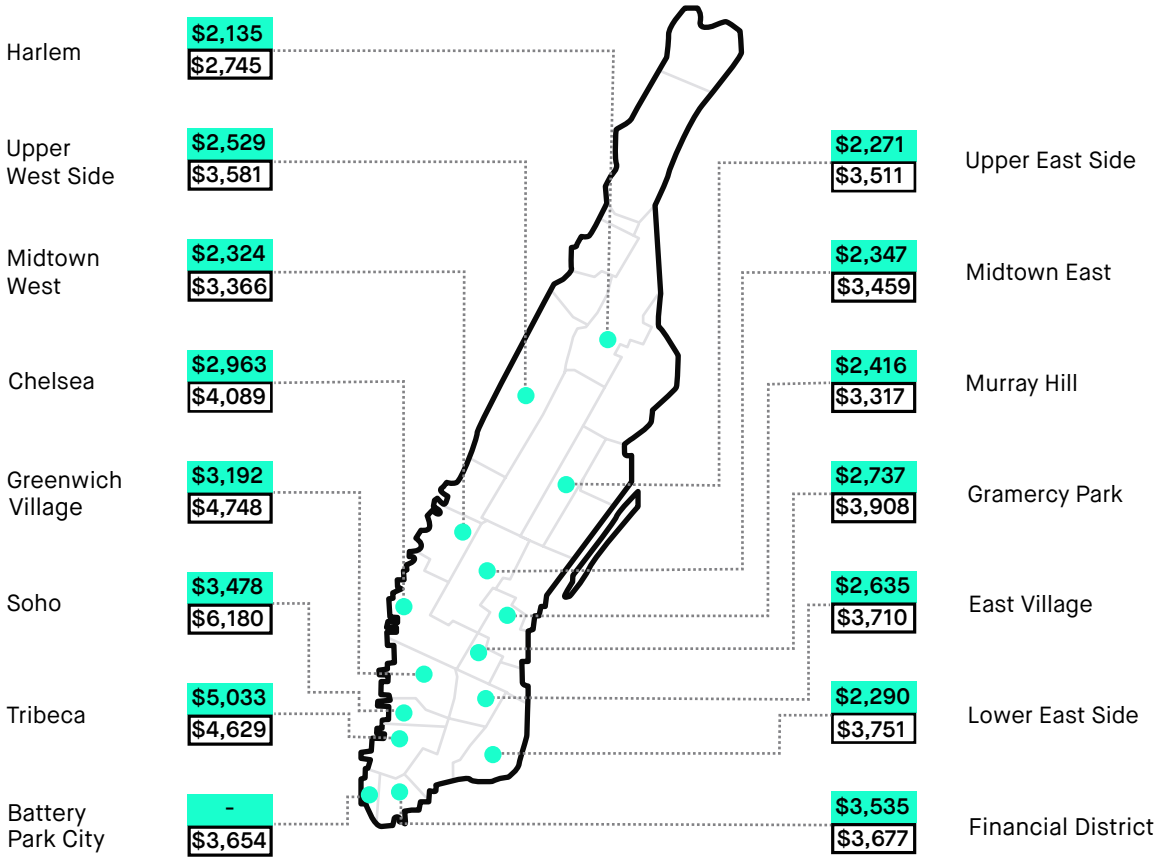 Harlem
$2,135
$2,745
Upper
West Side
$2,529
$3,581
Midtown
West
$2,324
$3,366
Chelsea
$2,963
$4,089
Greenwich
Village
$3,192
$4,748
Soho
$3,478
$6,180
Tribeca
$5,033
$4,629
Battery
Park City
-
$3,654
$2,271
$3,511
Upper East Side
$2,347
$3,459
Midtown East
$2,416
$3,317
Murray Hill
$2,737
$3,908
Gramercy Park
$2,635
$3,710
East Village
$2,290
$3,751
Lower East Side
$3,535
$3,677
Financial District